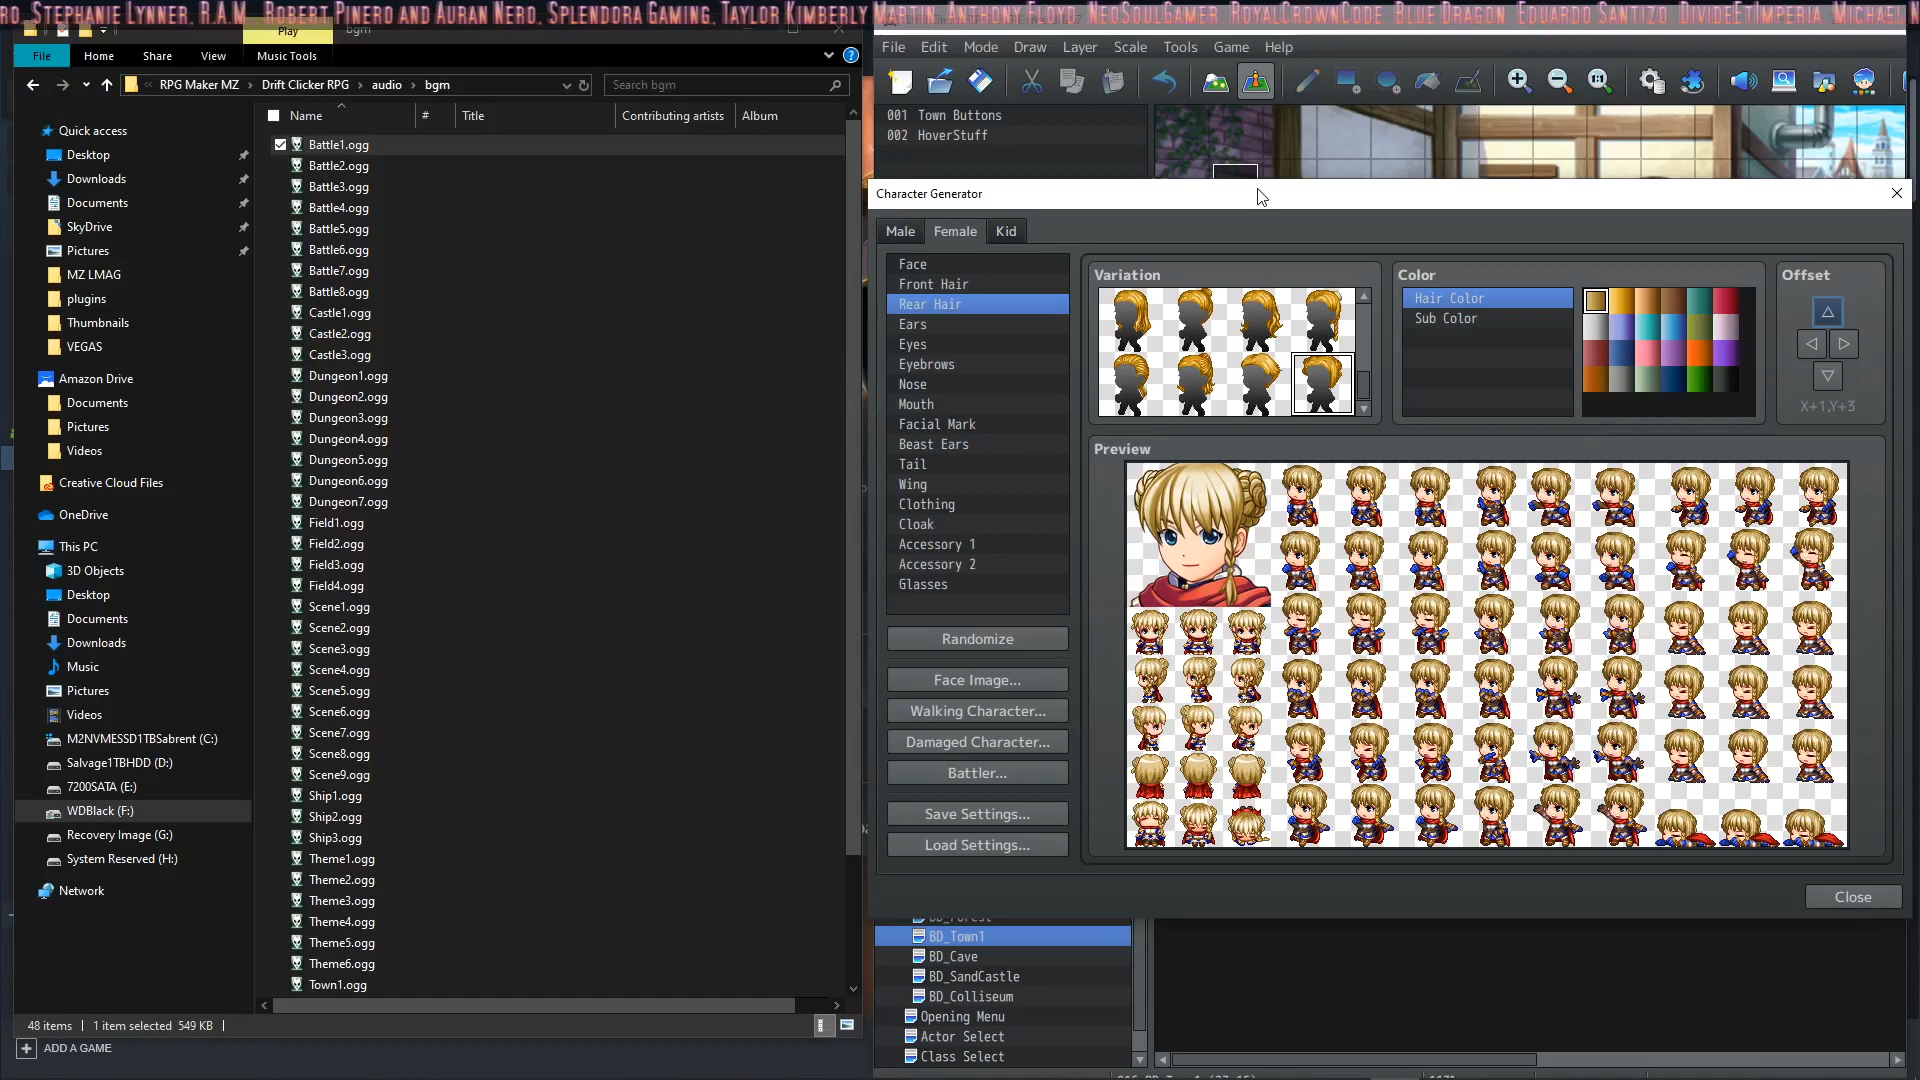 RO, STEPHANIE LYNNER, R.A.M, ROBERT PINERO AND AURAN NERO, SPLENDORA GAMING, TAYLOR KIMBERLY MARTIN, ANTHONY FLOYD, NEOSOULGAMER ROYALCROWNCODE BLUE DRAGON EDUARDO SANTIZO DIVIDEETIMPERIA MICHAEL N
Play
bgm
File
Home
Share
View
Music Tools
RPG Maker MZ
Drift Clicker RPG
audio
bgm
Search bgm
Name
#
Title
Contributing artists
Album
Quick access
Desktop
Downloads
Documents
SkyDrive
Pictures
MZ LMAG
plugins
Thumbnails
VEGAS
Amazon Drive
Documents
Pictures
Videos
Creative Cloud Files
OneDrive
This PC
3D Objects
Desktop
Documents
Downloads
Music
Pictures
Videos
M2NVMESSD1TBSabrent (C:)
Salvage1TBHDD (D:)
7200SATA (E:)
WDBlack (F:)
Recovery Image (G:)
System Reserved (H:)
Network
Battle1.ogg
Battle2.ogg
Battle3.ogg
Battle4.ogg
Battle5.ogg
Battle6.ogg
Battle7.ogg
Battle8.ogg
Castle1.ogg
Castle2.ogg
Castle3.ogg
Dungeon1.ogg
Dungeon2.ogg
Dungeon3.ogg
Dungeon4.ogg
Dungeon5.ogg
Dungeon6.ogg
Dungeon7.ogg
Field1.ogg
Field2.ogg
Field3.ogg
Field4.ogg
Scene1.ogg
Scene2.ogg
Scene3.ogg
Scene4.ogg
Scene5.ogg
Scene6.ogg
Scene7.ogg
Scene8.ogg
Scene9.ogg
Ship1.ogg
Ship2.ogg
Ship3.ogg
Theme1.ogg
Theme2.ogg
Theme3.ogg
Theme4.ogg
Theme5.ogg
Theme6.ogg
Town1.ogg
48 items
1 item selected 549 KB
ADD A GAME
File Edit Mode Draw Layer Scale Tools Game Help
001 Town Buttons
002 HoverStuff
Character Generator
Male
Female
Kid
Face
Front Hair
Rear Hair
Ears
Eyes
Eyebrows
Nose
Mouth
Facial Mark
Beast Ears
Tail
Wing
Clothing
Cloak
Accessory 1
Accessory 2
Glasses
Randomize
Face Image...
Walking Character...
Damaged Character...
Battler...
Save Settings...
Load Settings...
Variation
Color
Hair Color
Sub Color
Offset
X+1,Y+3
Preview
Close
BD_Forest
BD_Town1
BD_Cave
BD_SandCastle
BD_Colliseum
Opening Menu
Actor Select
Class Select